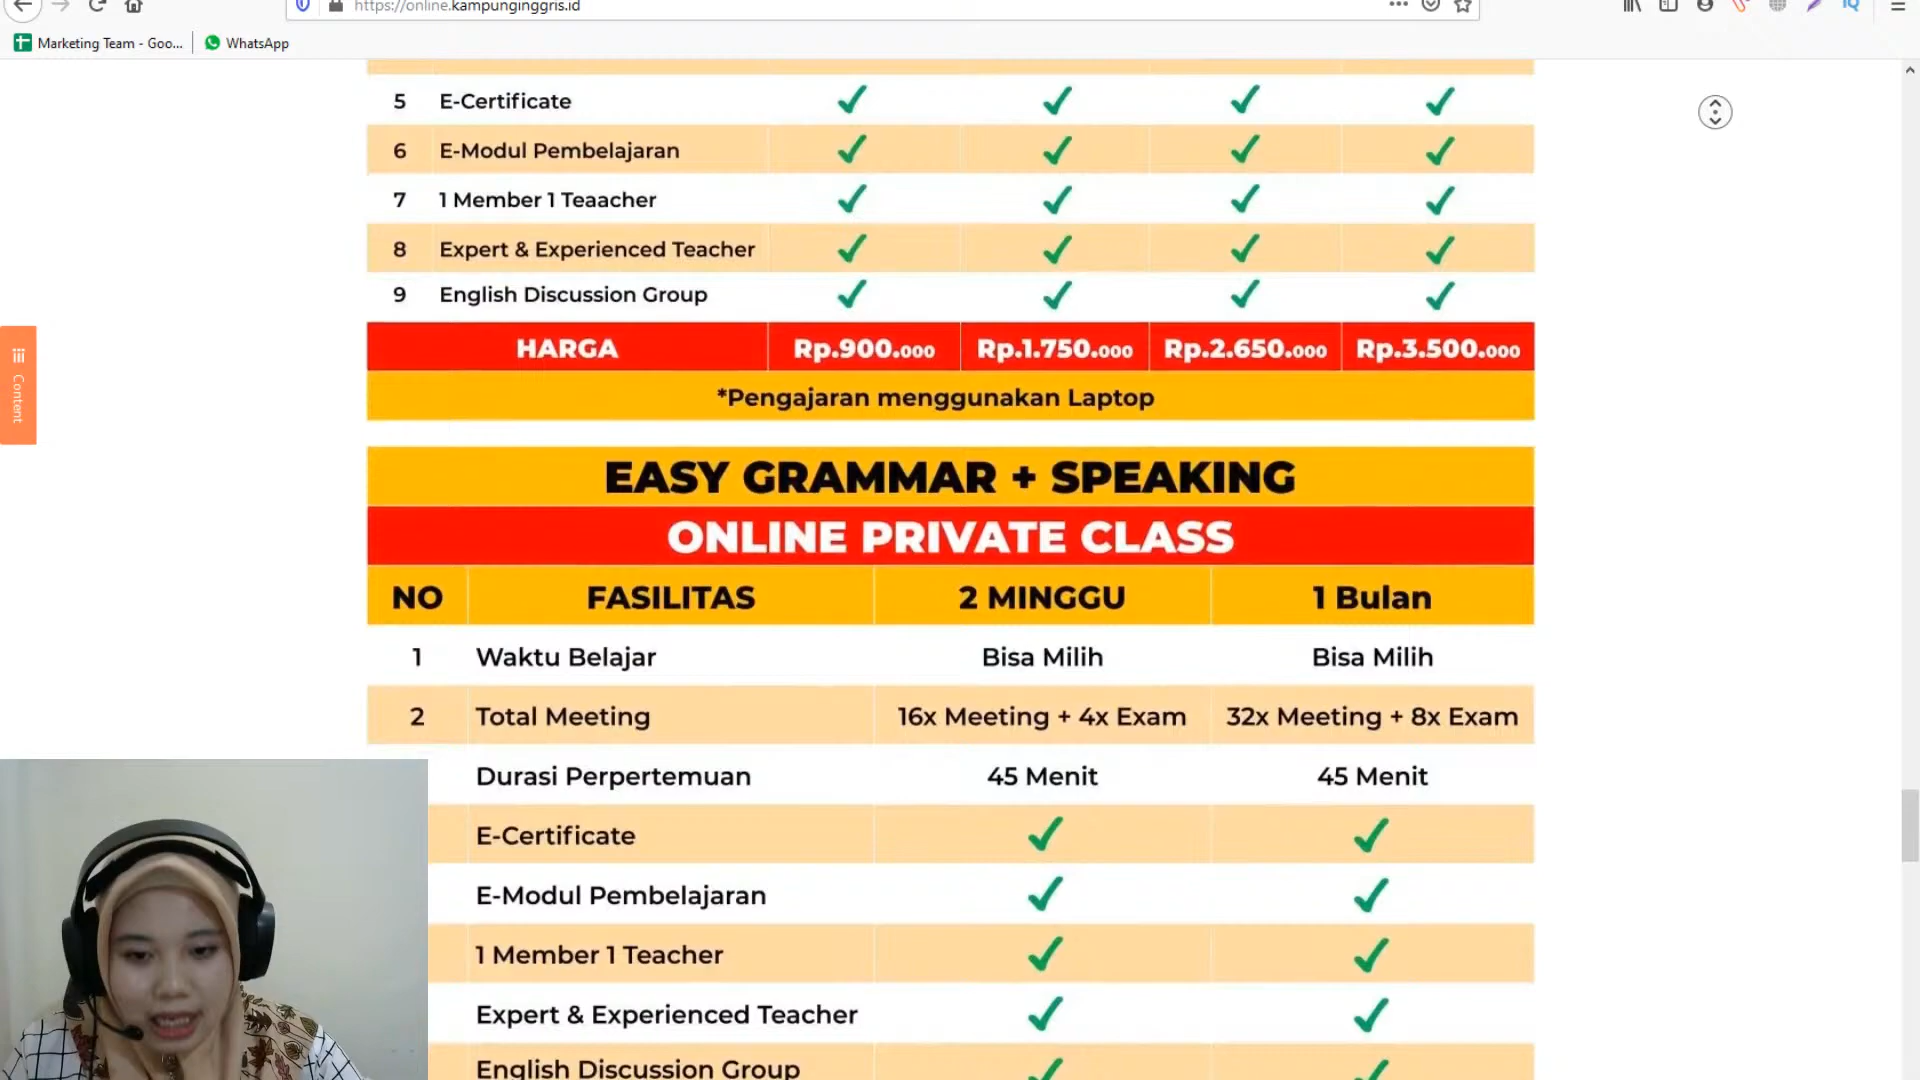 https://online.kampunginggris.id
Marketing Team - Goo... WhatsApp
5 E-Certificate
6 E-Modul Pembelajaran
7 1 Member 1 Teaacher
8 Expert & Experienced Teacher
9 English Discussion Group
HARGA Rp.900.000 Rp.1.750.000 Rp.2.650.000 Rp.3.500.000
*Pengajaran menggunakan Laptop
Content
EASY GRAMMAR + SPEAKING
ONLINE PRIVATE CLASS
NO FASILITAS 2 MINGGU 1 Bulan
1 Waktu Belajar Bisa Milih Bisa Milih
2 Total Meeting 16x Meeting + 4x Exam 32x Meeting + 8x Exam
Durasi Perpertemuan 45 Menit 45 Menit
E-Certificate
E-Modul Pembelajaran
1 Member 1 Teacher
Expert & Experienced Teacher
English Discussion Group